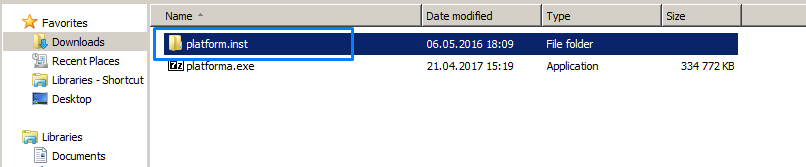 Favorites
Downloads
Recent Places
Libraries - Shortcut
Desktop
Libraries
Documents
Name Date modified Type Size
platform.inst 06.05.2016 18:09 File folder
7z platforma.exe 21.04.2017 15:19 Application 334 772 KB